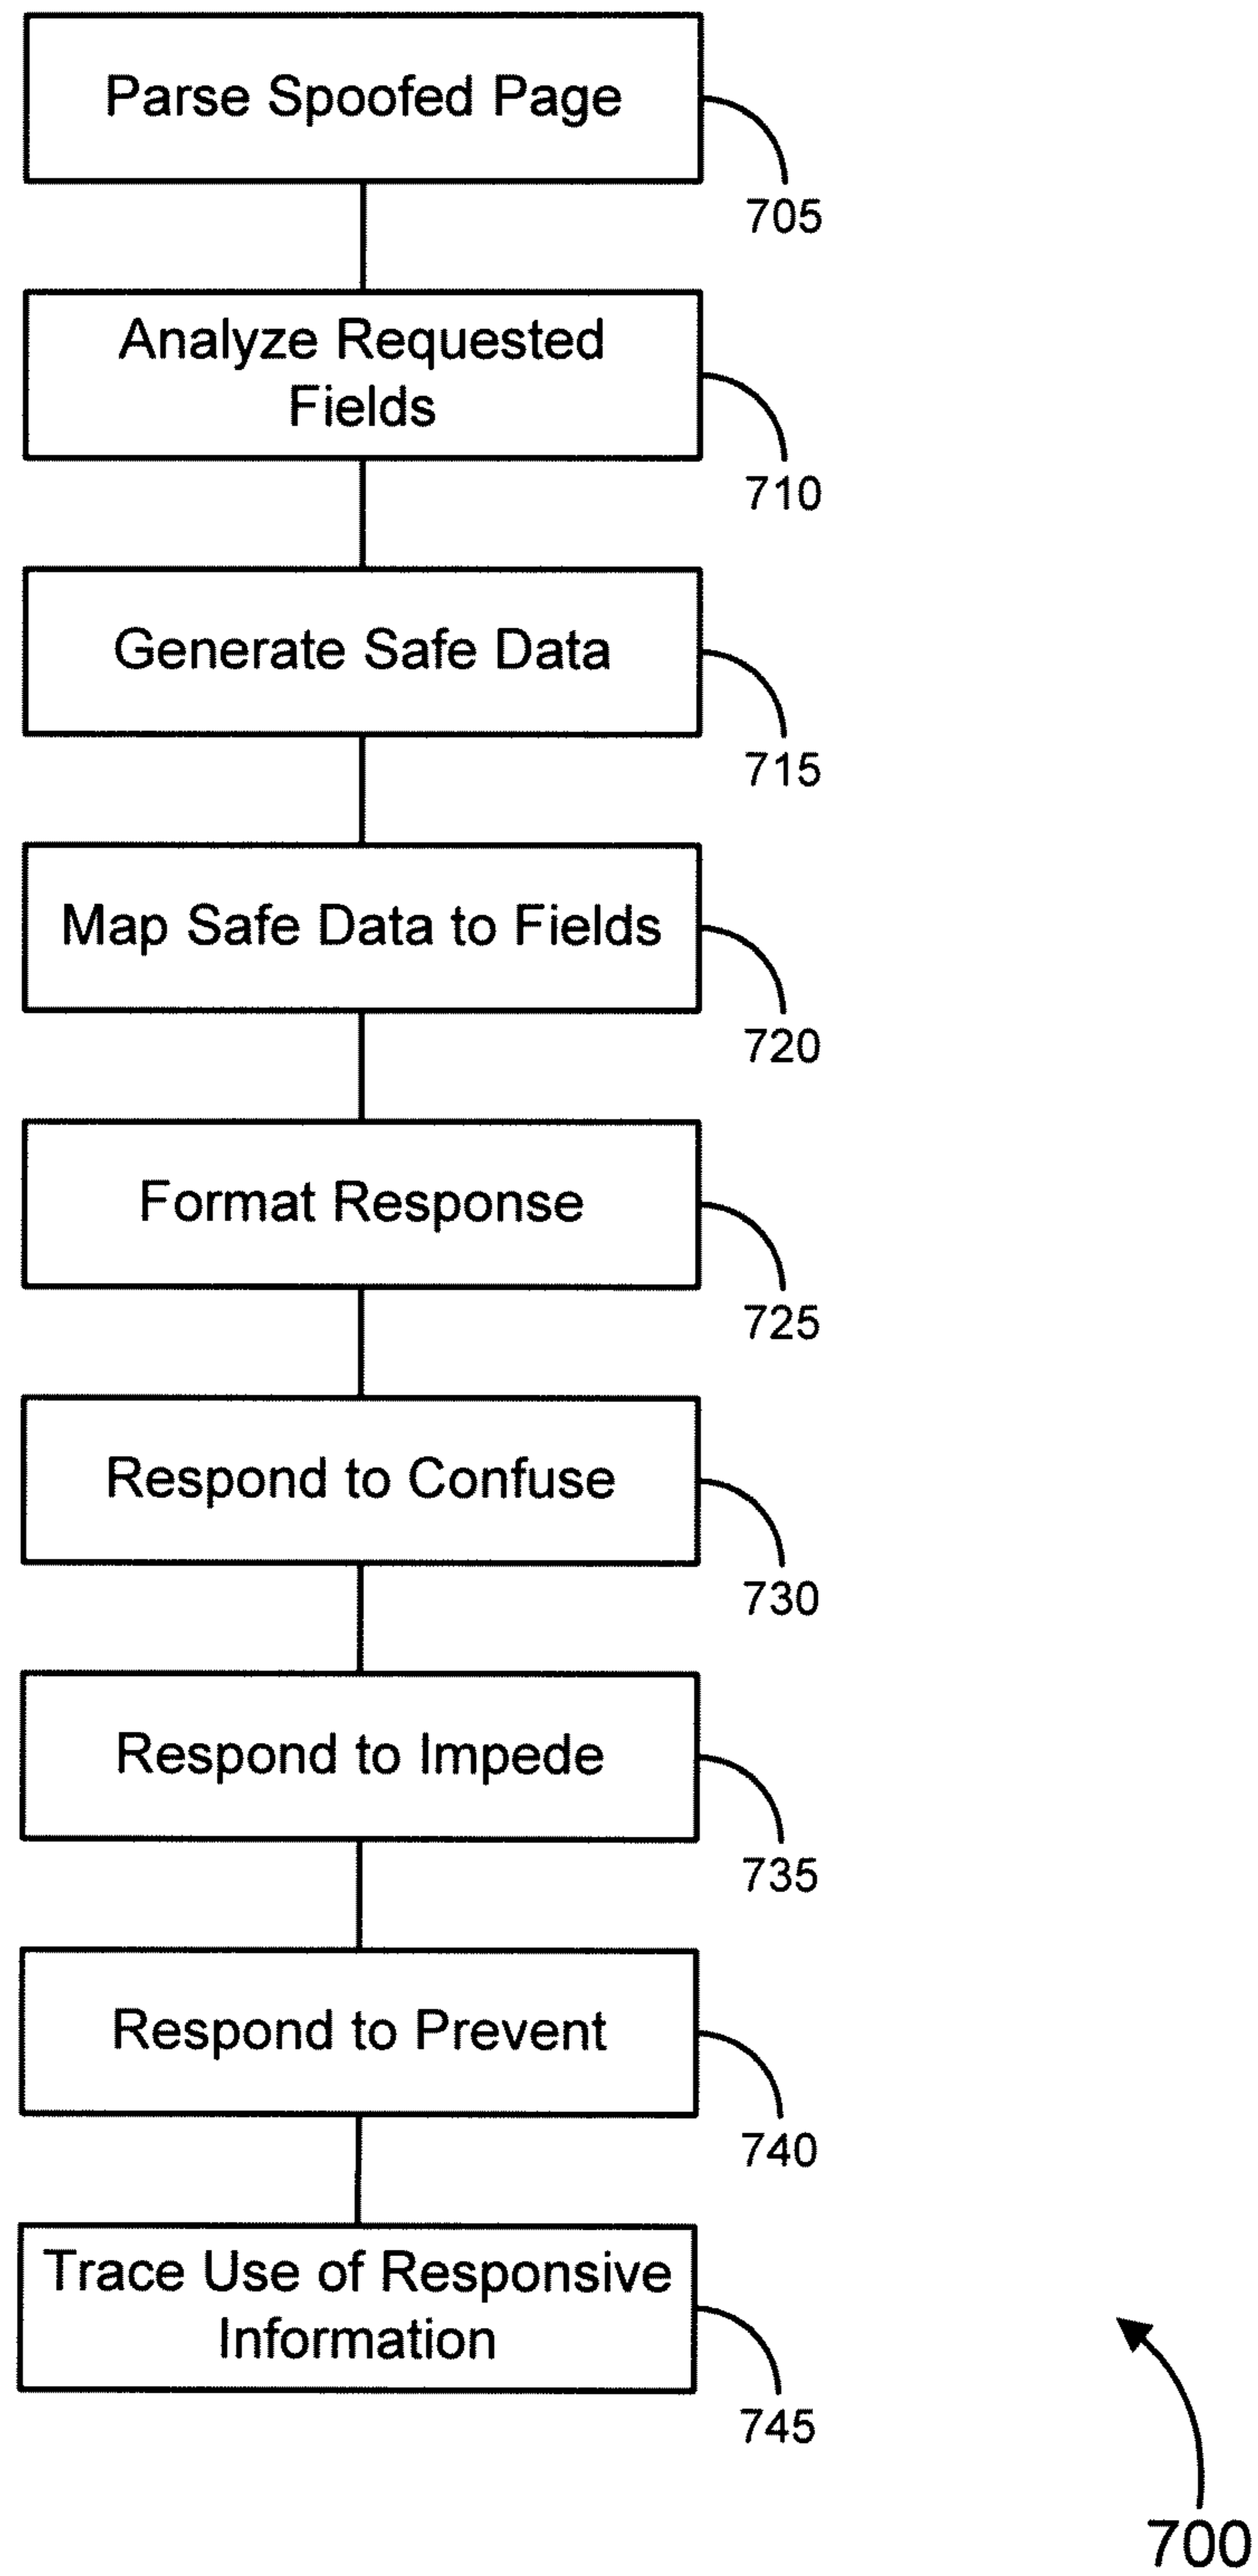 Parse Spoofed Page
705
Analyze Requested
Fields
710
Generate Safe Data
715
Map Safe Data to Fields
720
Format Response
725
Respond to Confuse
730
Respond to Impede
735
Respond to Prevent
740
Trace Use of Responsive
Information
745
700